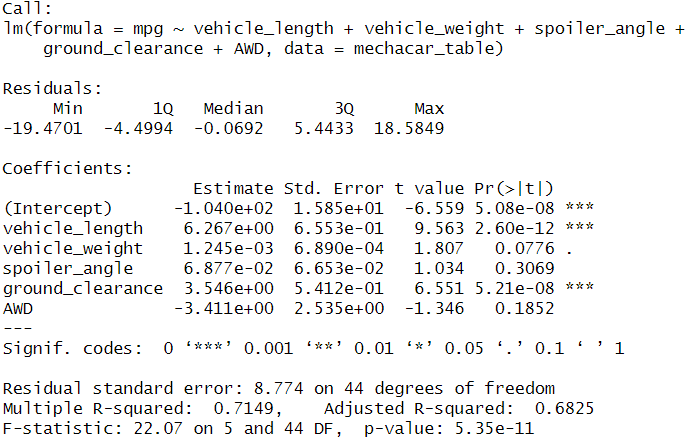 Call:
lm(formula = mpg ~ vehicle_length + vehicle_weight + spoiler_angle +
    ground_clearance + AWD, data = mechacar_table)

Residuals:
     Min       1Q   Median       3Q      Max
-19.4701  -4.4994  -0.0692   5.4433  18.5849

Coefficients:
                   Estimate Std. Error t value Pr(>|t|)
(Intercept)      -1.040e+02  1.585e+01  -6.559 5.08e-08 ***
vehicle_length    6.267e+00  6.553e-01   9.563 2.60e-12 ***
vehicle_weight    1.245e-03  6.890e-04   1.807   0.0776 .
spoiler_angle     6.877e-02  6.653e-02   1.034   0.3069
ground_clearance  3.546e+00  5.412e-01   6.551 5.21e-08 ***
AWD              -3.411e+00  2.535e+00  -1.346   0.1852
---
Signif. codes:  0 ‘***’ 0.001 ‘**’ 0.01 ‘*’ 0.05 ‘.’ 0.1 ‘ ’ 1

Residual standard error: 8.774 on 44 degrees of freedom
Multiple R-squared:  0.7149,    Adjusted R-squared:  0.6825
F-statistic: 22.07 on 5 and 44 DF,  p-value: 5.35e-11